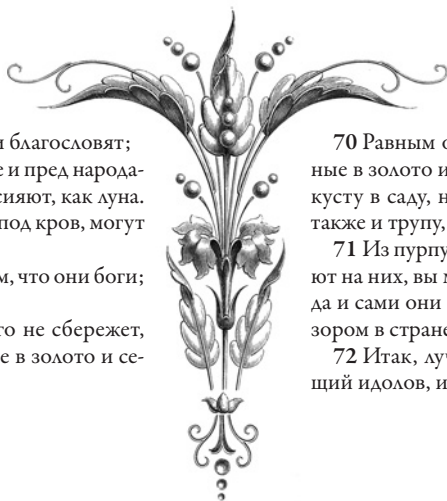 и благословят;
е и пред народа-
сияют, как луна.
под кров, могут
м, что они боги;
го не сбережет,
е в золото и се-
70 Равным о
ные в золото и
кусту в саду, н
также и трупу,
71 Из пурпу
ют на них, вы м
да и сами они
зором в стране
72 Итак, луч
щий идолов, и